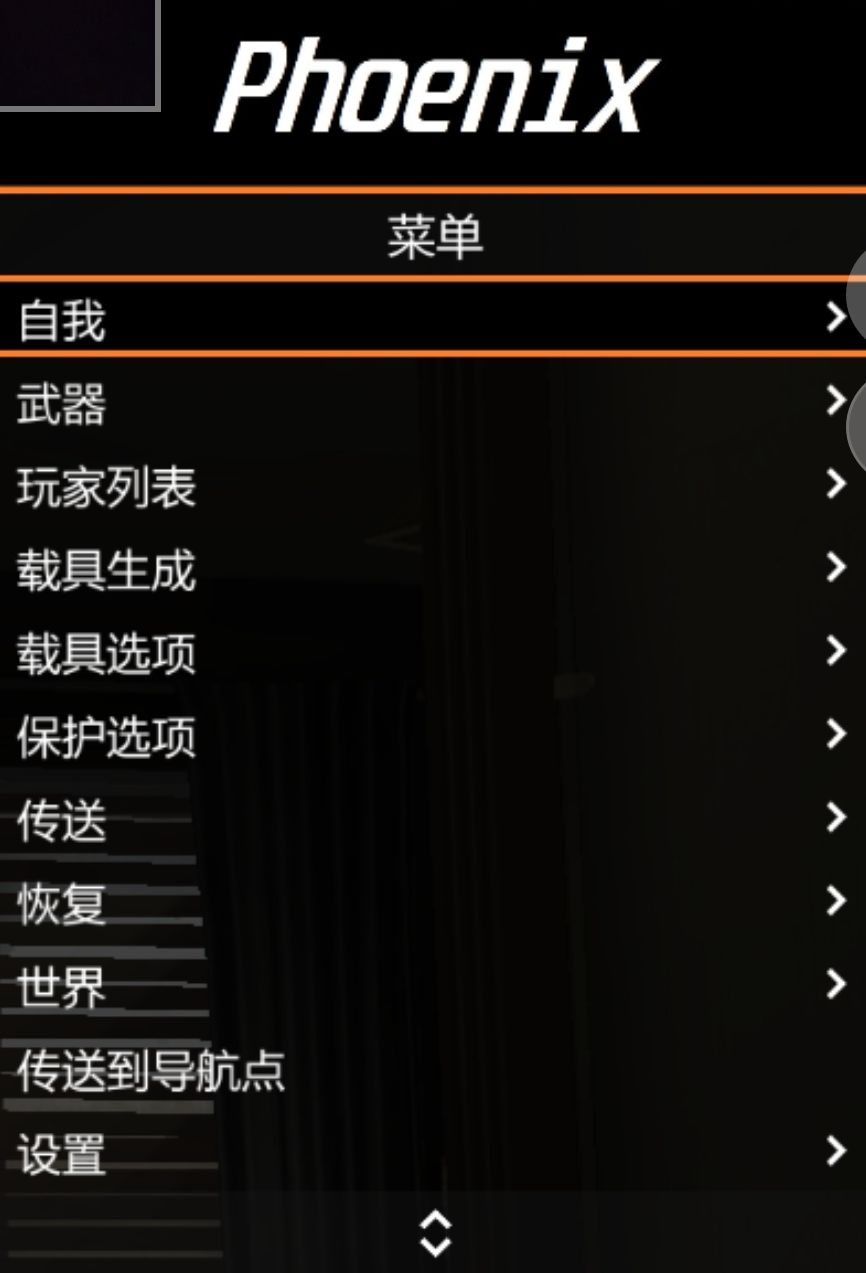 Phoenix
菜单
自我
武器
玩家列表
载具生成
载具选项
保护选项
传送
恢复
世界
传送到导航点
设置